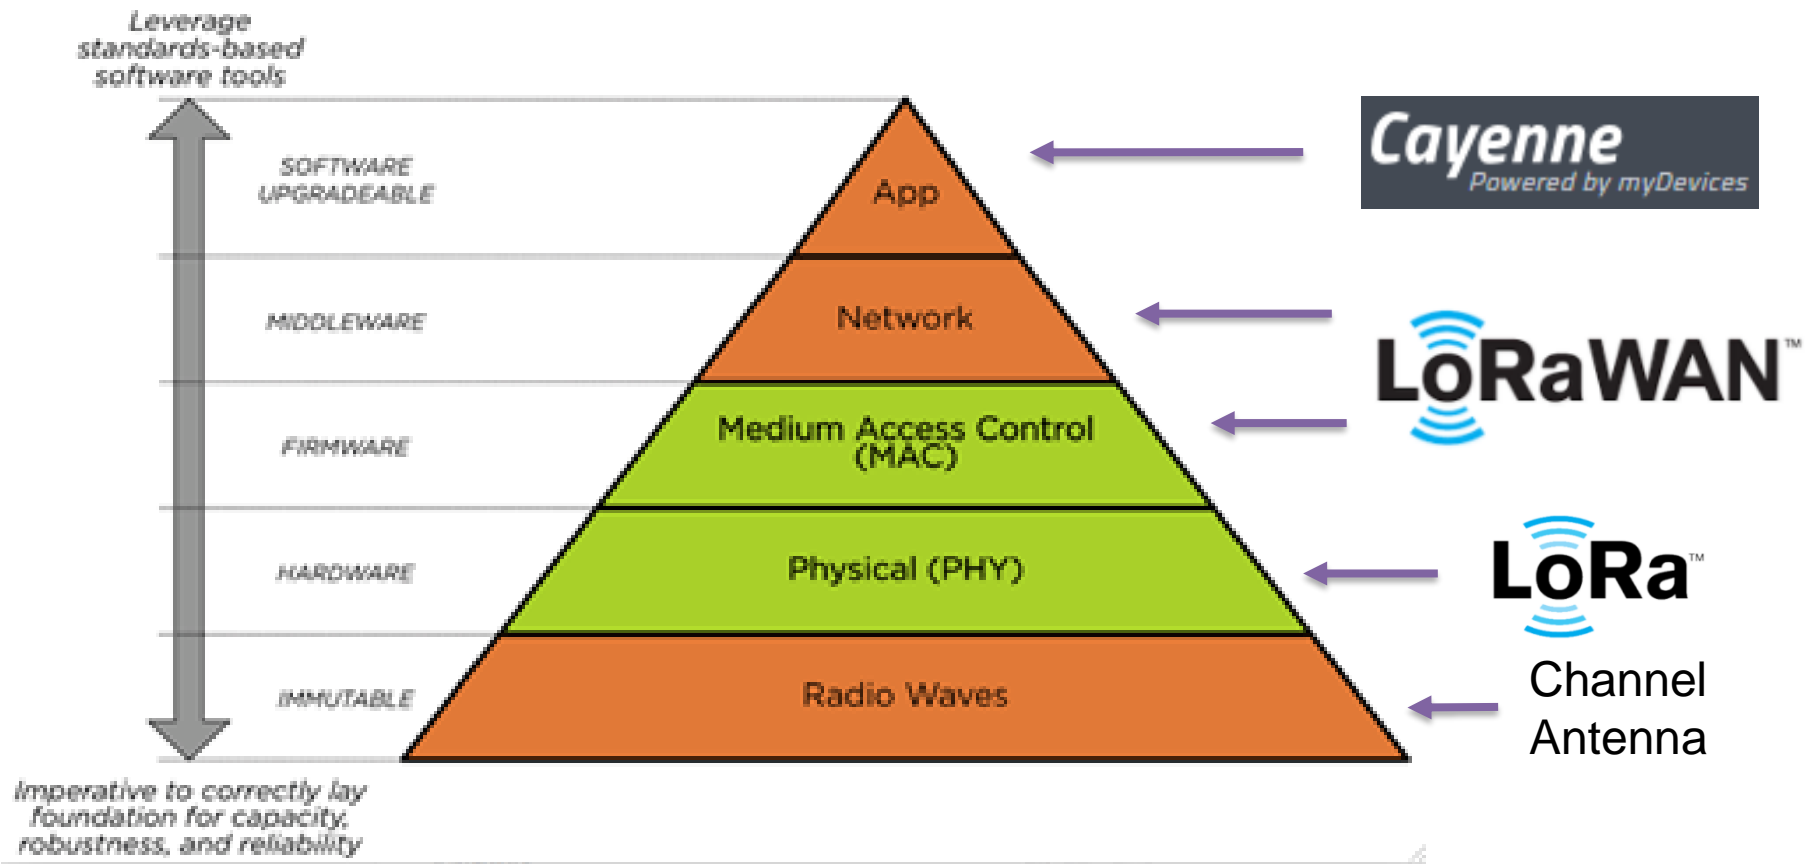 Leverage
standards-based
software tools
SOFTWARE
UPGRADEABLE
MIDDLEWARE
FIRMWARE
HARDWARE
IMMUTABLE
Imperative to correctly lay
foundation for capacity,
robustness, and reliability
App
Network
Medium Access Control
(MAC)
Physical (PHY)
Radio Waves
Cayenne
Powered by myDevices
LoRaWAN™
LoRa™
Channel
Antenna